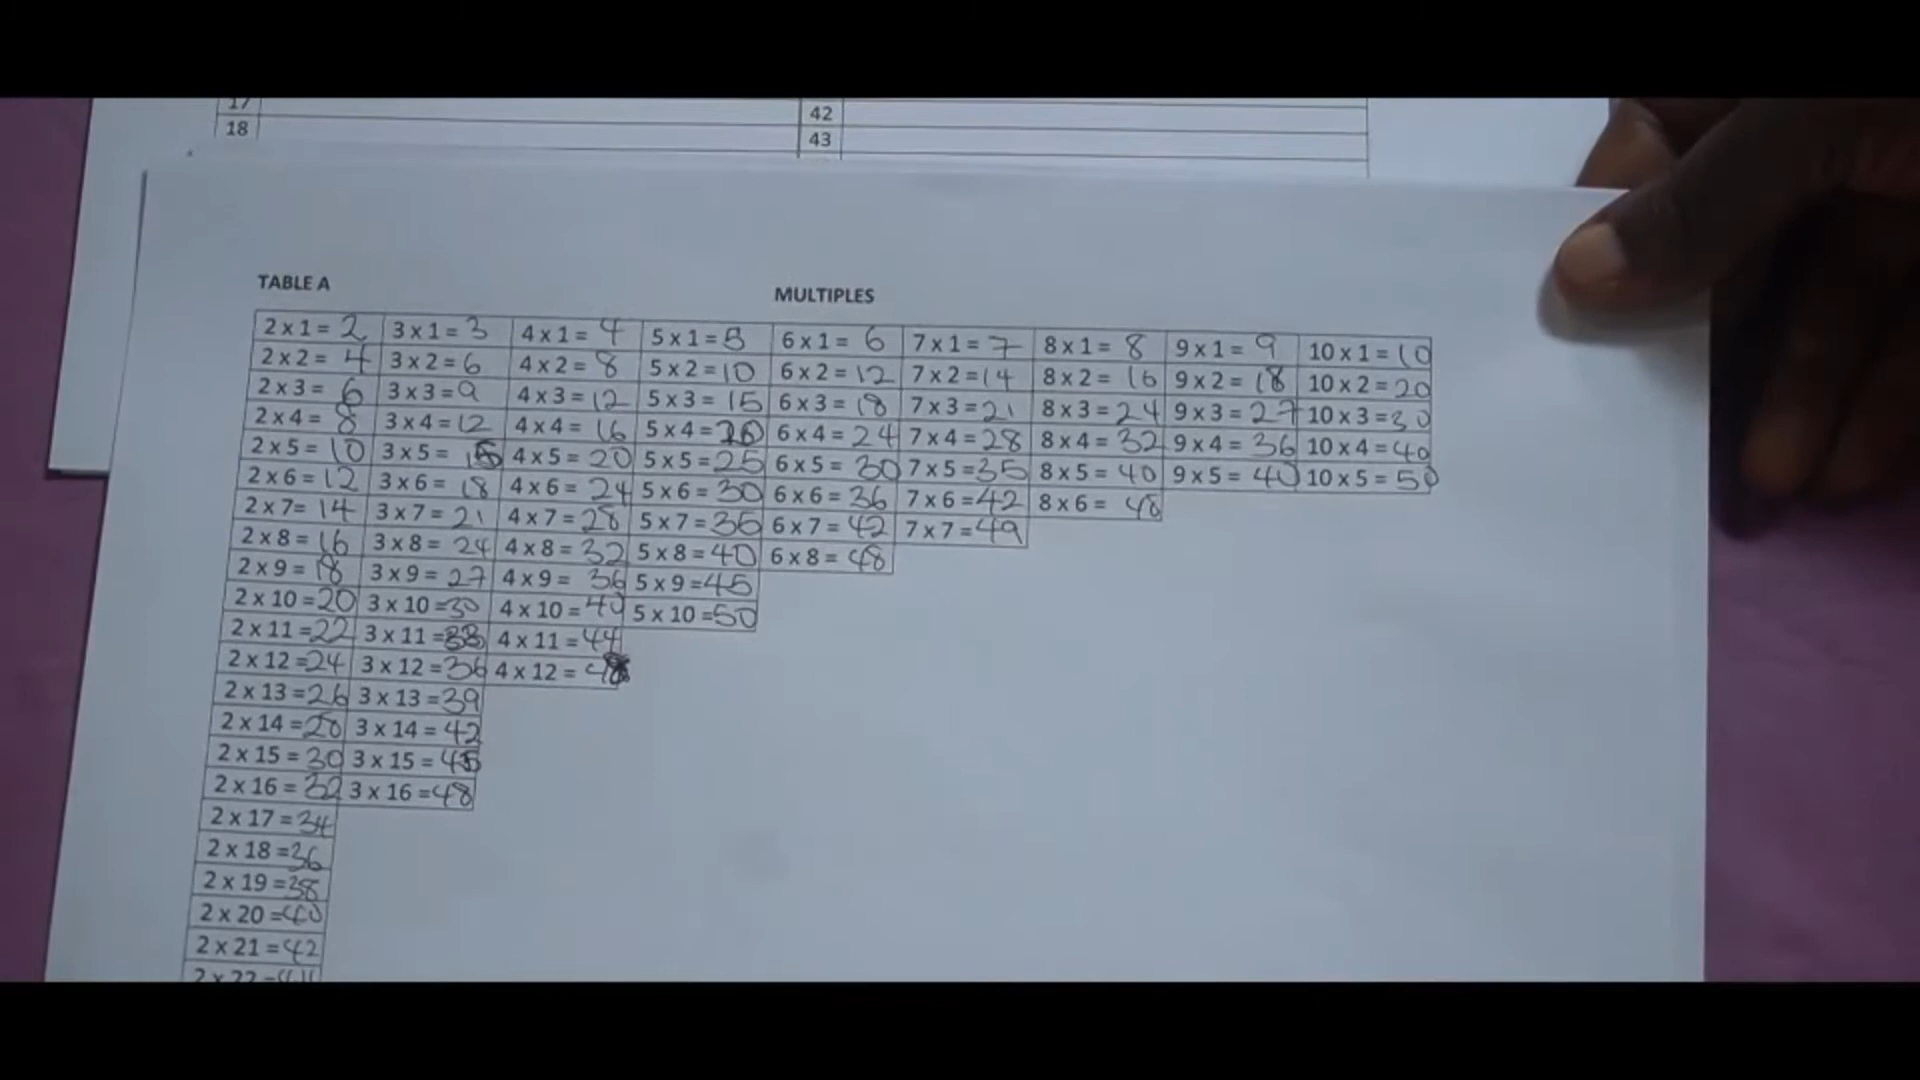 17 42
18 43
TABLE A MULTIPLES
2 x 1 = 2 3 x 1 = 3 4 x 1 = 4 5 x 1 = 5 6 x 1 = 6 7 x 1 = 7 8 x 1 = 8 9 x 1 = 9 10 x 1 = 10
2 x 2 = 4 3 x 2 = 6 4 x 2 = 8 5 x 2 = 10 6 x 2 = 12 7 x 2 = 14 8 x 2 = 16 9 x 2 = 18 10 x 2 = 20
2 x 3 = 6 3 x 3 = 9 4 x 3 = 12 5 x 3 = 15 6 x 3 = 18 7 x 3 = 21 8 x 3 = 24 9 x 3 = 27 10 x 3 = 30
2 x 4 = 8 3 x 4 = 12 4 x 4 = 16 5 x 4 = 20 6 x 4 = 24 7 x 4 = 28 8 x 4 = 32 9 x 4 = 36 10 x 4 = 40
2 x 5 = 10 3 x 5 = 15 4 x 5 = 20 5 x 5 = 25 6 x 5 = 30 7 x 5 = 35 8 x 5 = 40 9 x 5 = 40 10 x 5 = 50
2 x 6 = 12 3 x 6 = 18 4 x 6 = 24 5 x 6 = 30 6 x 6 = 36 7 x 6 = 42 8 x 6 = 48
2 x 7= 14 3 x 7 = 21 4 x 7 = 28 5 x 7 = 35 6 x 7 = 42 7 x 7 = 49
2 x 8 = 16 3 x 8 = 24 4 x 8 = 32 5 x 8 = 40 6 x 8 = 48
2 x 9 = 18 3 x 9 = 27 4 x 9 = 36 5 x 9 = 45
2 x 10 = 20 3 x 10 = 30 4 x 10 = 40 5 x 10 = 50
2 x 11 = 22 3 x 11 = 33 4 x 11 = 44
2 x 12 = 24 3 x 12 = 36 4 x 12 = 48
2 x 13 = 26 3 x 13 = 39
2 x 14 = 28 3 x 14 = 42
2 x 15 = 30 3 x 15 = 45
2 x 16 = 32 3 x 16 = 48
2 x 17 = 34
2 x 18 = 36
2 x 19 = 38
2 x 20 = 40
2 x 21 = 42
2 x 22 = 44